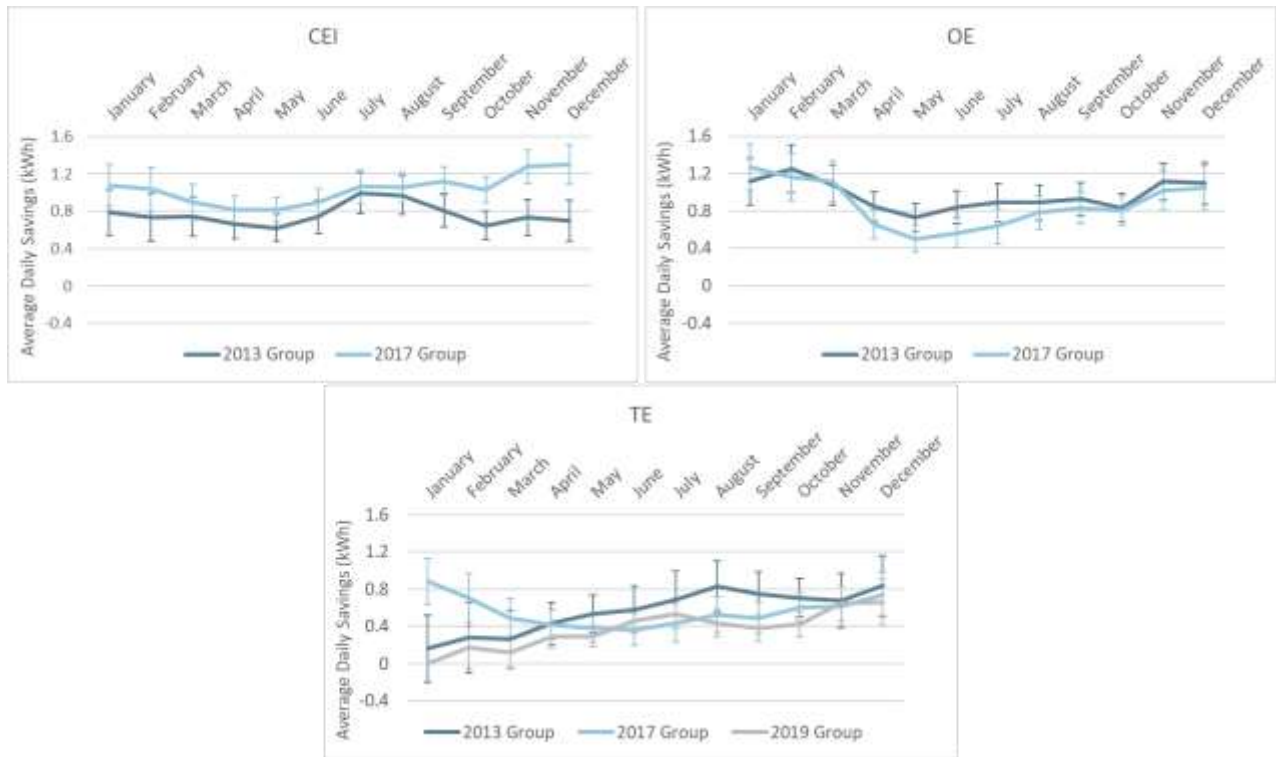 CEI
January February March April May June July August September October November December
Average Daily Savings (kWh)
1.6
1.2
0.8
0.4
0
-0.4
2013 Group 2017 Group
OE
January February March April May June July August September October November December
Average Daily Savings (kWh)
1.6
1.2
0.8
0.4
0
-0.4
2013 Group 2017 Group
TE
January February March April May June July August September October November December
Average Daily Savings (kWh)
1.6
1.2
0.8
0.4
0
-0.4
2013 Group 2017 Group 2019 Group